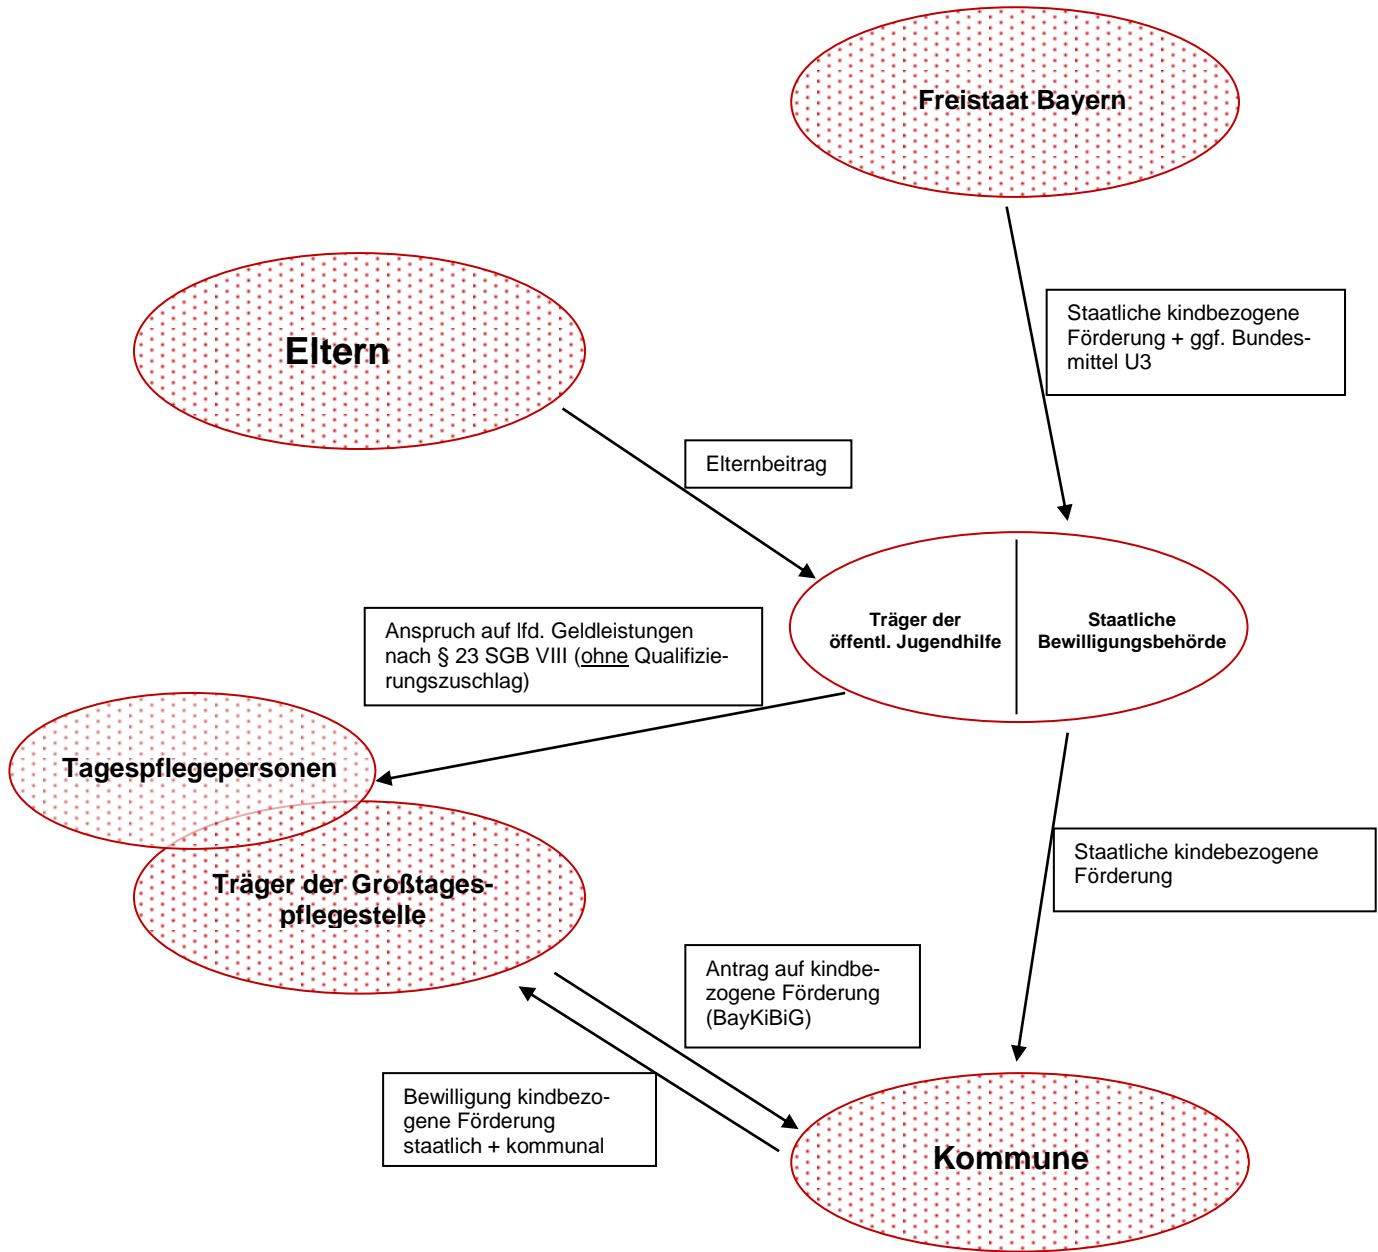 Freistaat Bayern
Staatliche kindbezogene
Förderung + ggf. Bundes-
mittel U3
Eltern
Elternbeitrag
Träger der
öffentl. Jugendhilfe
Staatliche
Bewilligungsbehörde
Anspruch auf lfd. Geldleistungen
nach § 23 SGB VIII (ohne Qualifizie-
rungszuschlag)
Tagespflegepersonen
Träger der Großtages-
pflegestelle
Staatliche kindebezogene
Förderung
Antrag auf kindbe-
zogene Förderung
(BayKiBiG)
Bewilligung kindbezo-
gene Förderung
staatlich + kommunal
Kommune